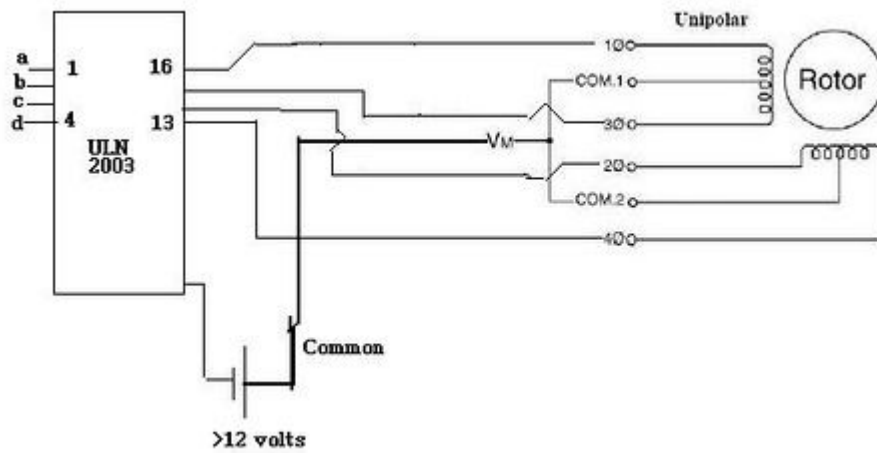 Unipolar
a
1
16
1Ø
b
COM.1
Rotor
c
3Ø
d
4
13
ULN
2003
VM
2Ø
COM.2
4Ø
Common
>12 volts